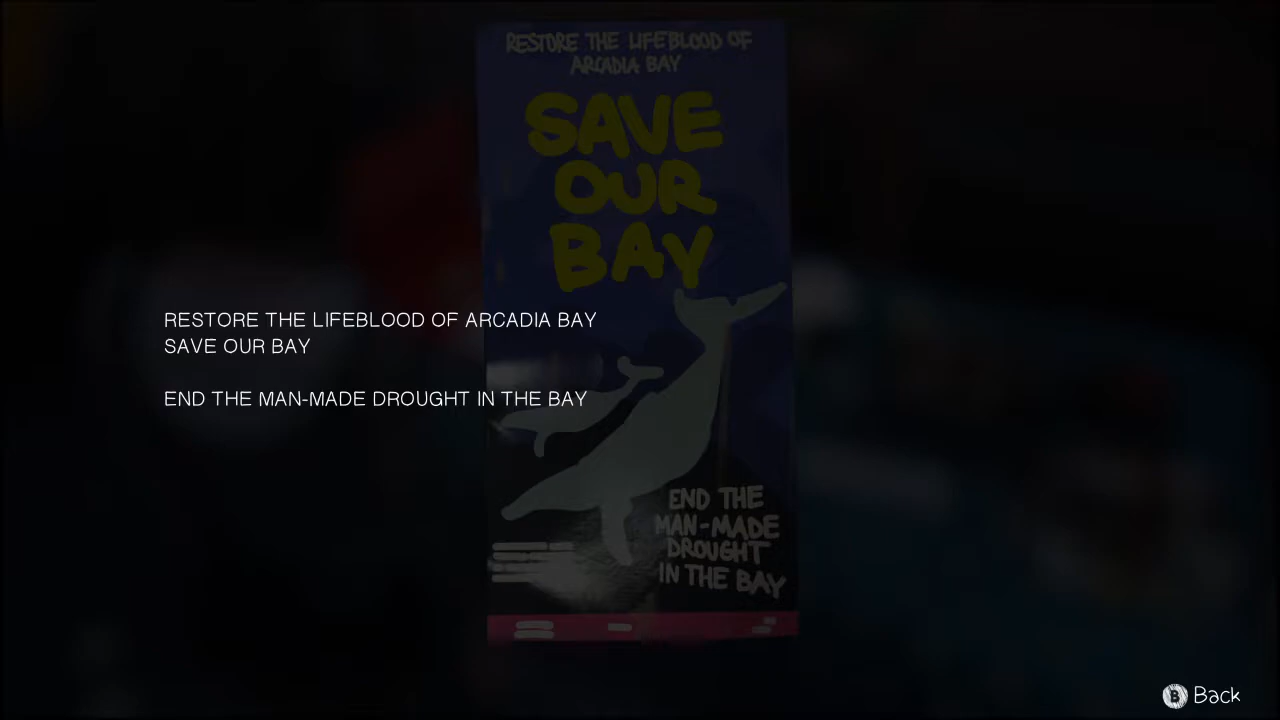 RESTORE THE LIFEBLOOD OF
ARCADIA BAY
SAVE
OUR
BAY
RESTORE THE LIFEBLOOD OF ARCADIA BAY
SAVE OUR BAY
END THE MAN-MADE DROUGHT IN THE BAY
END THE
MAN-MADE
DROUGHT
IN THE BAY
B Back